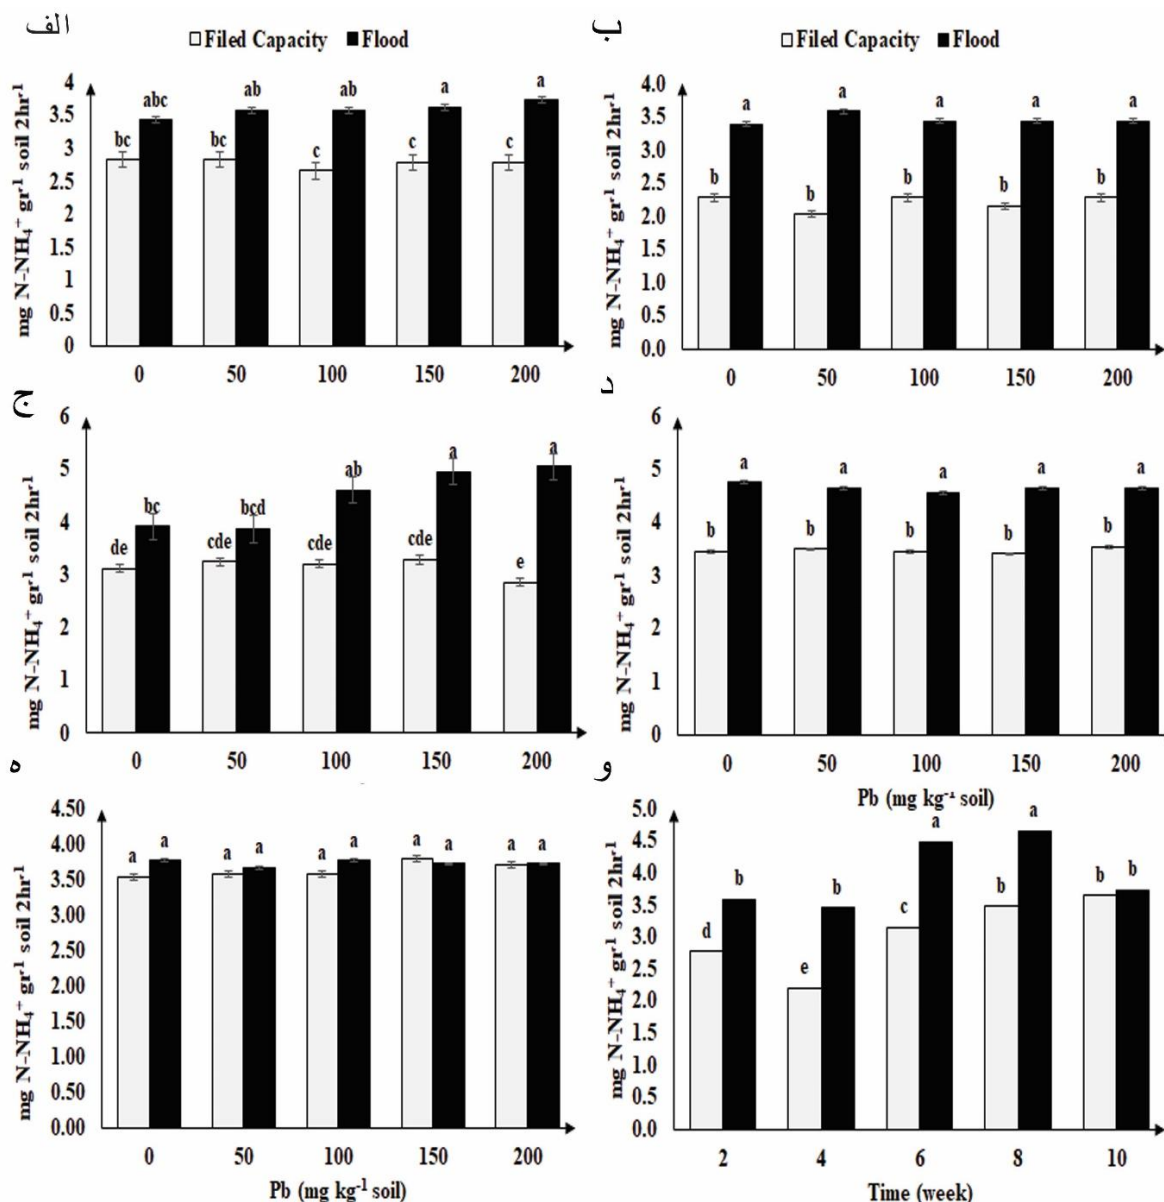 الف
□ Filed Capacity ■ Flood
abc ab ab a a
bc bc c c c
mg N-NH₄⁺ gr⁻¹ soil 2hr⁻¹
4
3.5
3
2.5
2
1.5
1
0.5
0
0 50 100 150 200
ب
□ Filed Capacity ■ Flood
a a a a a
b b b b b
mg N-NH₄⁺ gr⁻¹ soil 2hr⁻¹
4.0
3.5
3.0
2.5
2.0
1.5
1.0
0.5
0.0
0 50 100 150 200
ج
bc bcd ab a a
de cde cde cde e
mg N-NH₄⁺ gr⁻¹ soil 2hr⁻¹
6
5
4
3
2
1
0
0 50 100 150 200
د
a a a a a
b b b b b
mg N-NH₄⁺ gr⁻¹ soil 2hr⁻¹
6
5
4
3
2
1
0
0 50 100 150 200
Pb (mg kg⁻¹ soil)
ه
a a a a a a a a a a
mg N-NH₄⁺ gr⁻¹ soil 2hr⁻¹
4.50
4.00
3.50
3.00
2.50
2.00
1.50
1.00
0.50
0.00
0 50 100 150 200
Pb (mg kg⁻¹ soil)
و
d b e b c a b a b b
mg N-NH₄⁺ gr⁻¹ soil 2hr⁻¹
5.0
4.5
4.0
3.5
3.0
2.5
2.0
1.5
1.0
0.5
0.0
2 4 6 8 10
Time (week)